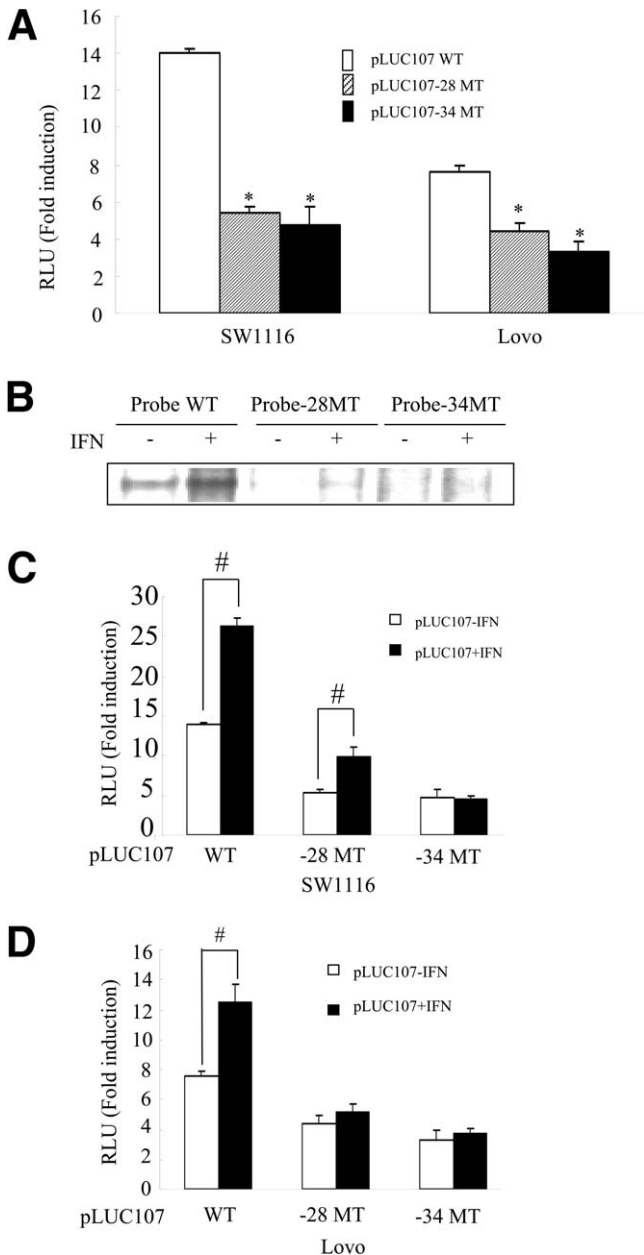 A
RLU (Fold induction)
16
14
12
10
8
6
4
2
0
pLUC107 WT
pLUC107-28 MT
pLUC107-34 MT
* *
* *
SW1116 Lovo
B
Probe WT Probe-28MT Probe-34MT
IFN - + - + - +
C
RLU (Fold induction)
30
25
20
15
10
5
0
#
#
pLUC107-IFN
pLUC107+IFN
pLUC107 WT -28 MT -34 MT
SW1116
D
RLU (Fold induction)
16
14
12
10
8
6
4
2
0
#
pLUC107-IFN
pLUC107+IFN
pLUC107 WT -28 MT -34 MT
Lovo